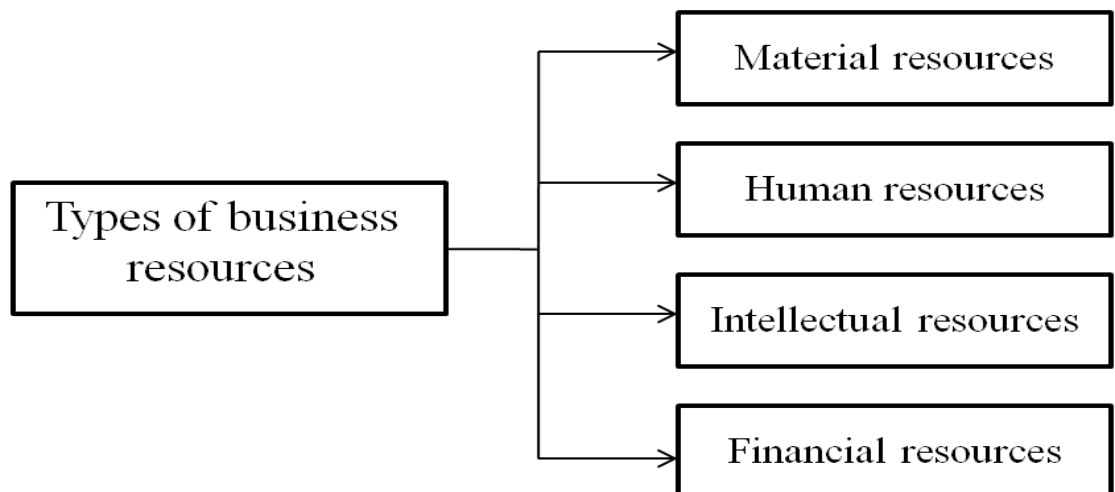 Types of business
resources
Material resources
Human resources
Intellectual resources
Financial resources